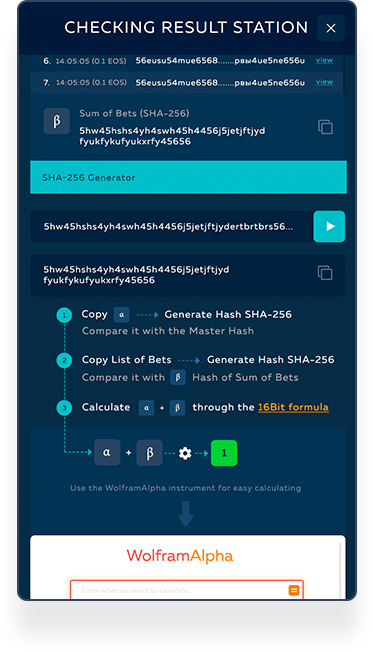 CHECKING RESULT STATION
6. 14:05:05 (0.1 EOS) 56eusu54mue6568.......рвы4ue5ne656u view
7. 14:05:05 (0.1 EOS) 56eusu54mue6568.......рвы4ue5ne656u view
β Sum of Bets (SHA-256)
5hw45hshs4yh4swh45h4456j5jetjftjyd
fyukfykufyukxrfy45656
SHA-256 Generator
5hw45hshs4yh4swh45h4456j5jetjftjydertbrtbrs56...
5hw45hshs4yh4swh45h4456j5jetjftjyd
fyukfykufyukxrfy45656
1 Copy α Generate Hash SHA-256
Compare it with the Master Hash
2 Copy List of Bets Generate Hash SHA-256
Compare it with β Hash of Sum of Bets
3 Calculate α + β through the 16Bit formula
α + β 1
Use the WolframAlpha instrument for easy calculating
WolframAlpha
Enter what you want to calculate